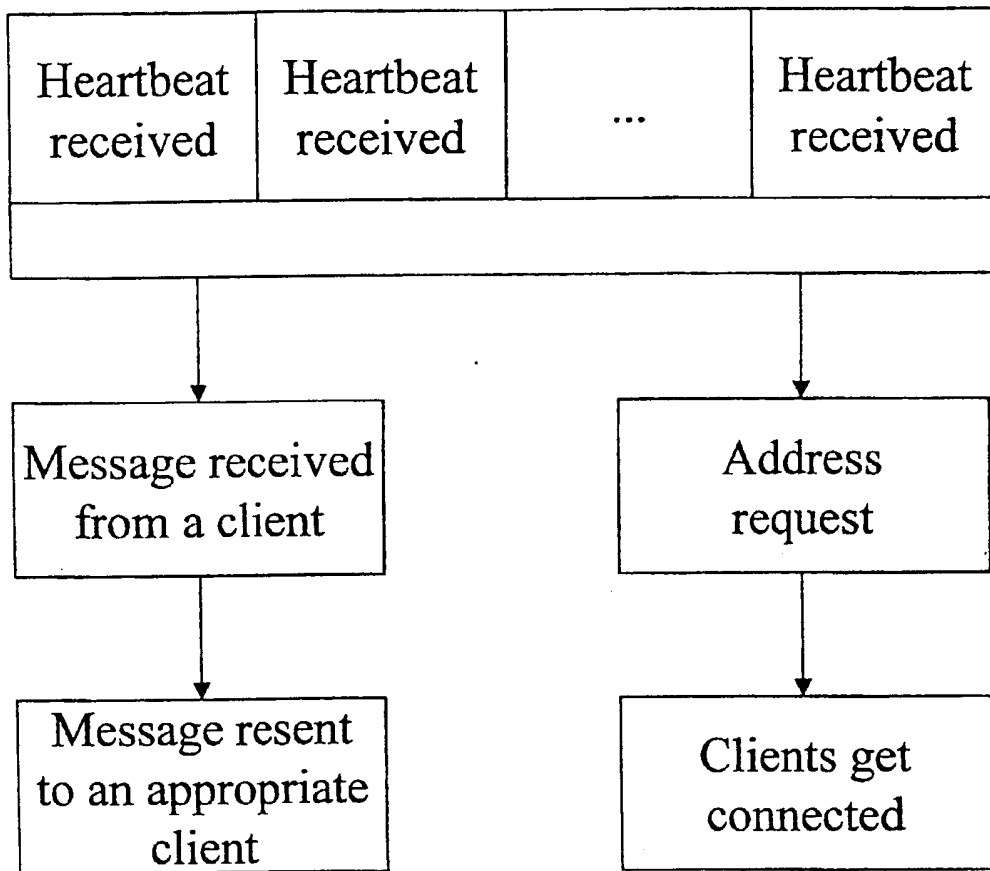 Heartbeat
received
Heartbeat
received
...
Heartbeat
received
Message received
from a client
Address
request
Message resent
to an appropriate
client
Clients get
connected